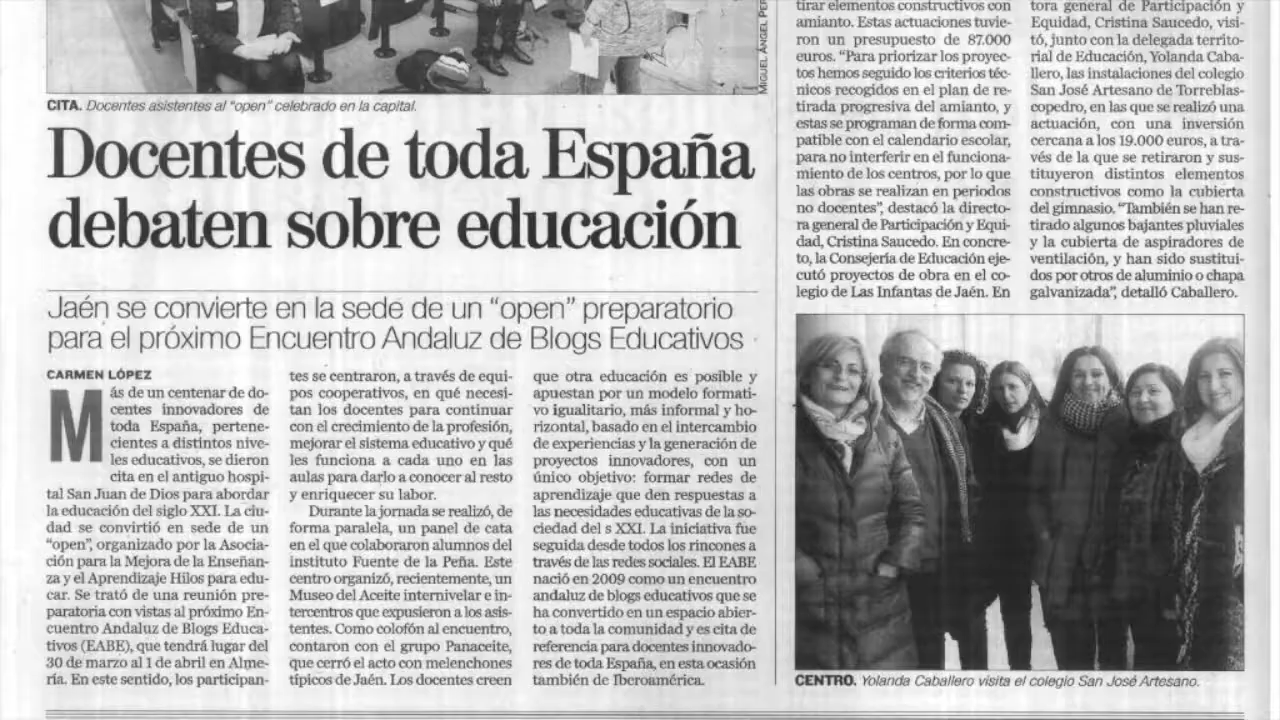 MIGUEL ÁNGEL
CITA. Docentes asistentes al "open" celebrado en la capital.
Docentes de toda España
debaten sobre educación
Jaén se convierte en la sede de un "open" preparatorio
para el próximo Encuentro Andaluz de Blogs Educativos
CARMEN LÓPEZ
Más de un centenar de do-
centes innovadores de
toda España, pertene-
cientes a distintos nive-
les educativos, se dieron
cita en el antiguo hospi-
tal San Juan de Dios para abordar
la educación del siglo XXI. La ciu-
dad se convirtió en sede de un
"open", organizado por la Asocia-
ción para la Mejora de la Enseñan-
za y el Aprendizaje Hilos para edu-
car. Se trató de una reunión pre-
paratoria con vistas al próximo En-
cuentro Andaluz de Blogs Educa-
tivos (EABE), que tendrá lugar del
30 de marzo al 1 de abril en Alme-
ría. En este sentido, los participan-
tes se centraron, a través de equi-
pos cooperativos, en qué necesi-
tan los docentes para continuar
con el crecimiento de la profesión,
mejorar el sistema educativo y qué
les funciona a cada uno en las
aulas para darlo a conocer al resto
y enriquecer su labor.
Durante la jornada se realizó, de
forma paralela, un panel de cata
en el que colaboraron alumnos del
instituto Fuente de la Peña. Este
centro organizó, recientemente, un
Museo del Aceite internivelar e in-
tercentros que expusieron a los asis-
tentes. Como colofón al encuentro,
contaron con el grupo Panaceite,
que cerró el acto con melenchones
típicos de Jaén. Los docentes creen
que otra educación es posible y
apuestan por un modelo formati-
vo igualitario, más informal y ho-
rizontal, basado en el intercambio
de experiencias y la generación de
proyectos innovadores, con un
único objetivo: formar redes de
aprendizaje que den respuestas a
las necesidades educativas de la so-
ciedad del s XXI. La iniciativa fue
seguida desde todos los rincones a
través de las redes sociales. El EABE
nació en 2009 como un encuentro
andaluz de blogs educativos que se
ha convertido en un espacio abier-
to a toda la comunidad y es cita de
referencia para docentes innovado-
res de toda España, en esta ocasión
también de Iberoamérica.
tirar elementos constructivos con
amianto. Estas actuaciones tuvie-
ron un presupuesto de 87.000
euros. "Para priorizar los proyec-
tos hemos seguido los criterios téc-
nicos recogidos en el plan de re-
tirada progresiva del amianto, y
estas se programan de forma com-
patible con el calendario escolar,
para no interferir en el funciona-
miento de los centros, por lo que
las obras se realizan en periodos
no docentes", destacó la directo-
ra general de Participación y Equi-
dad, Cristina Saucedo. En concre-
to, la Consejería de Educación eje-
cutó proyectos de obra en el co-
legio de Las Infantas de Jaén. En
tora general de Participación y
Equidad, Cristina Saucedo, visi-
tó, junto con la delegada territo-
rial de Educación, Yolanda Caba-
llero, las instalaciones del colegio
San José Artesano de Torreblas-
copedro, en las que se realizó una
actuación, con una inversión
cercana a los 19.000 euros, a tra-
vés de la que se retiraron y sus-
tituyeron distintos elementos
constructivos como la cubierta
del gimnasio. "También se han re-
tirado algunos bajantes pluviales
y la cubierta de aspiradores de
ventilación, y han sido sustitui-
dos por otros de aluminio o chapa
galvanizada", detalló Caballero.
CENTRO. Yolanda Caballero visita el colegio San José Artesano.